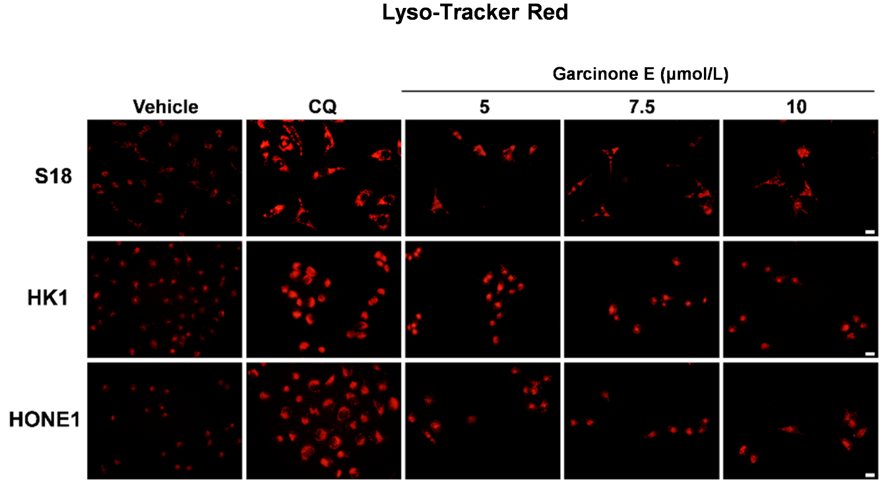 Lyso-Tracker Red
Garcinone E (μmol/L)
Vehicle CQ 5 7.5 10
S18
HK1
HONE1